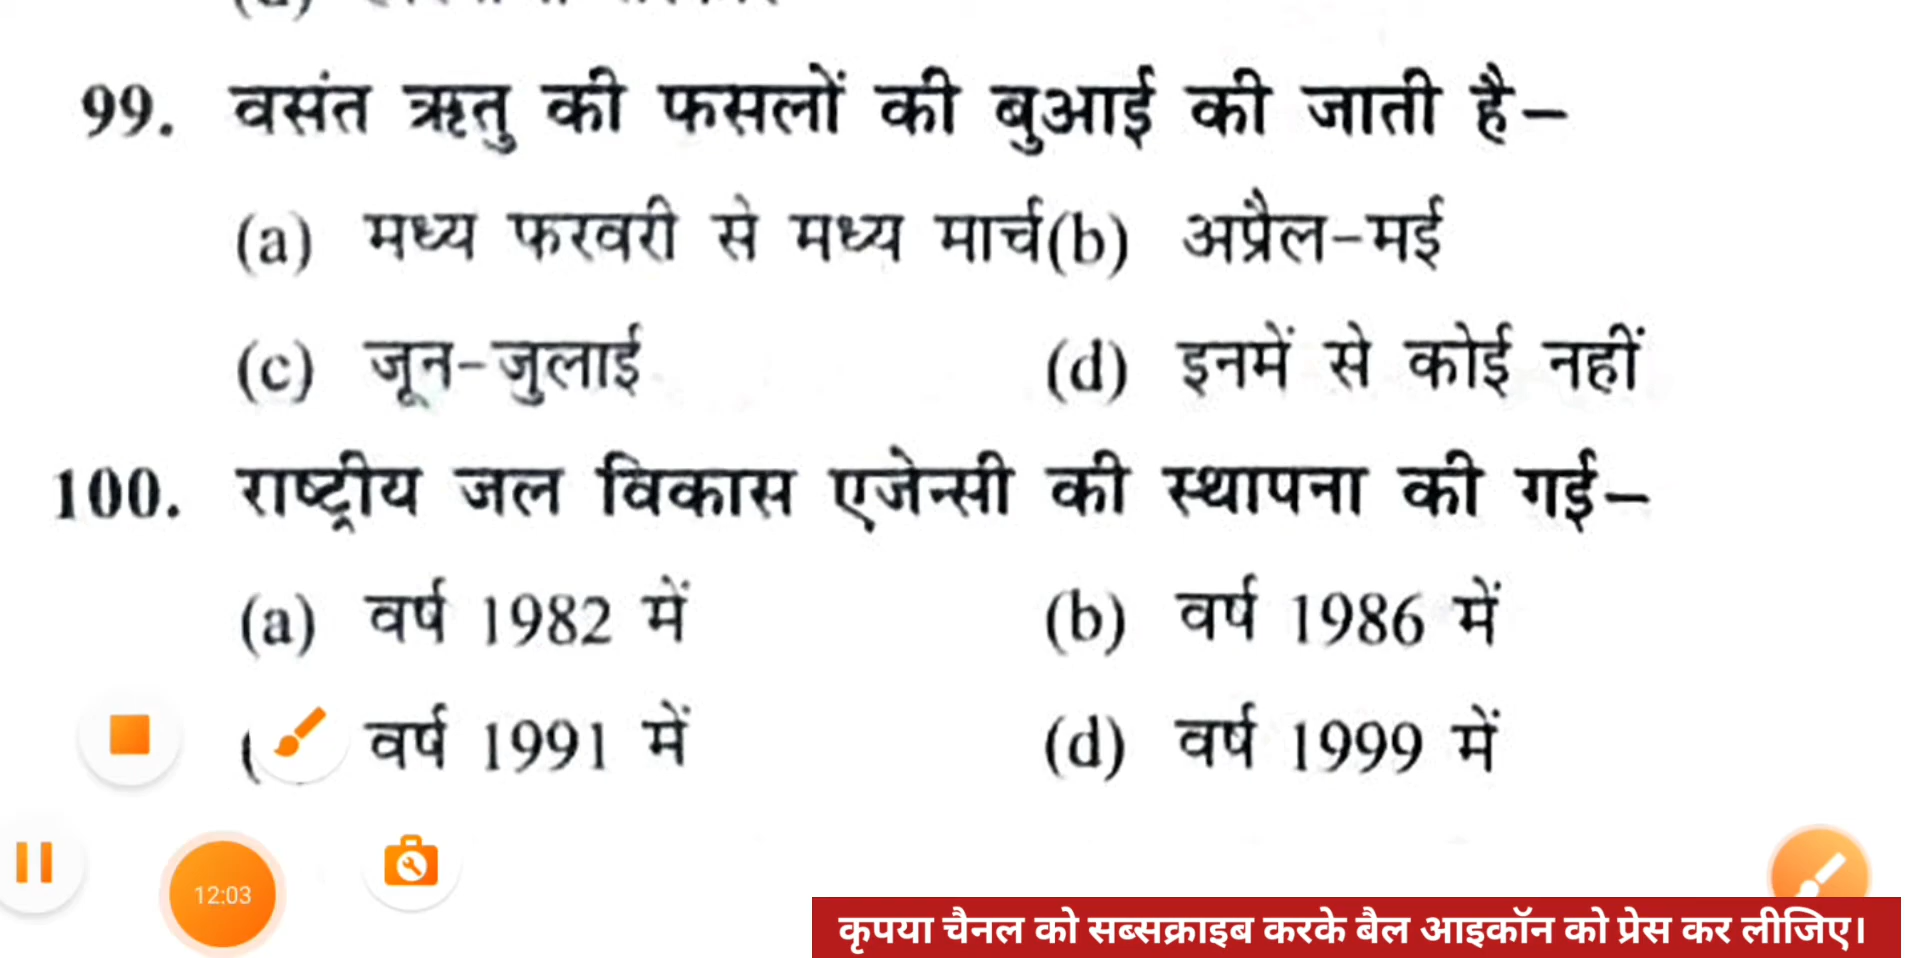 99. वसंत ऋतु की फसलों की बुआई की जाती है–
(a) मध्य फरवरी से मध्य मार्च(b) अप्रैल-मई
(c) जून-जुलाई (d) इनमें से कोई नहीं
100. राष्ट्रीय जल विकास एजेन्सी की स्थापना की गई–
(a) वर्ष 1982 में (b) वर्ष 1986 में
( वर्ष 1991 में (d) वर्ष 1999 में
12:03
कृपया चैनल को सब्सक्राइब करके बैल आइकॉन को प्रेस कर लीजिए।